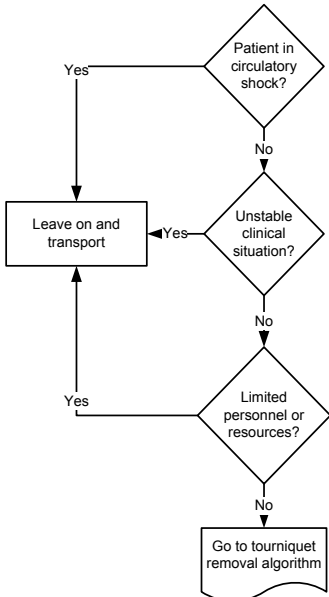 Patient in
circulatory
shock?
Yes
No
Leave on and
transport
Yes
Unstable
clinical
situation?
No
Yes
Limited
personnel or
resources?
No
Go to tourniquet
removal algorithm